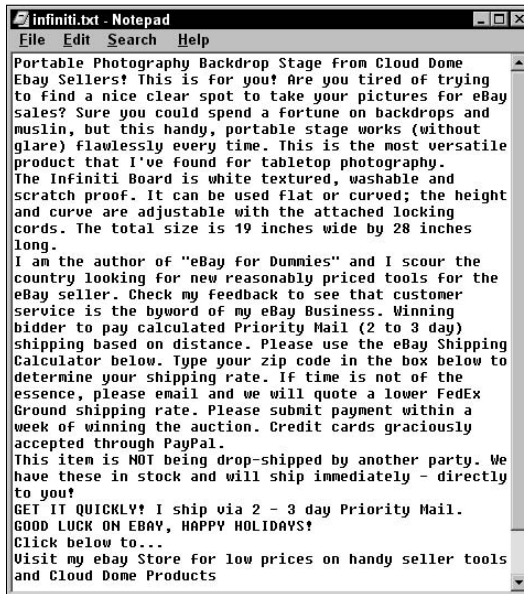 infiniti.txt - Notepad
File Edit Search Help
Portable Photography Backdrop Stage from Cloud Dome
Ebay Sellers! This is for you! Are you tired of trying
to find a nice clear spot to take your pictures for eBay
sales? Sure you could spend a fortune on backdrops and
muslin, but this handy, portable stage works (without
glare) flawlessly every time. This is the most versatile
product that I've found for tabletop photography.
The Infiniti Board is white textured, washable and
scratch proof. It can be used flat or curved; the height
and curve are adjustable with the attached locking
cords. The total size is 19 inches wide by 28 inches
long.
I am the author of "eBay for Dummies" and I scour the
country looking for new reasonably priced tools for the
eBay seller. Check my feedback to see that customer
service is the byword of my eBay Business. Winning
bidder to pay calculated Priority Mail (2 to 3 day)
shipping based on distance. Please use the eBay Shipping
Calculator below. Type your zip code in the box below to
determine your shipping rate. If time is not of the
essence, please email and we will quote a lower FedEx
Ground shipping rate. Please submit payment within a
week of winning the auction. Credit cards graciously
accepted through PayPal.
This item is NOT being drop-shipped by another party. We
have these in stock and will ship immediately - directly
to you!
GET IT QUICKLY! I ship via 2 - 3 day Priority Mail.
GOOD LUCK ON EBAY, HAPPY HOLIDAYS!
Click below to...
Visit my ebay Store for low prices on handy seller tools
and Cloud Dome Products